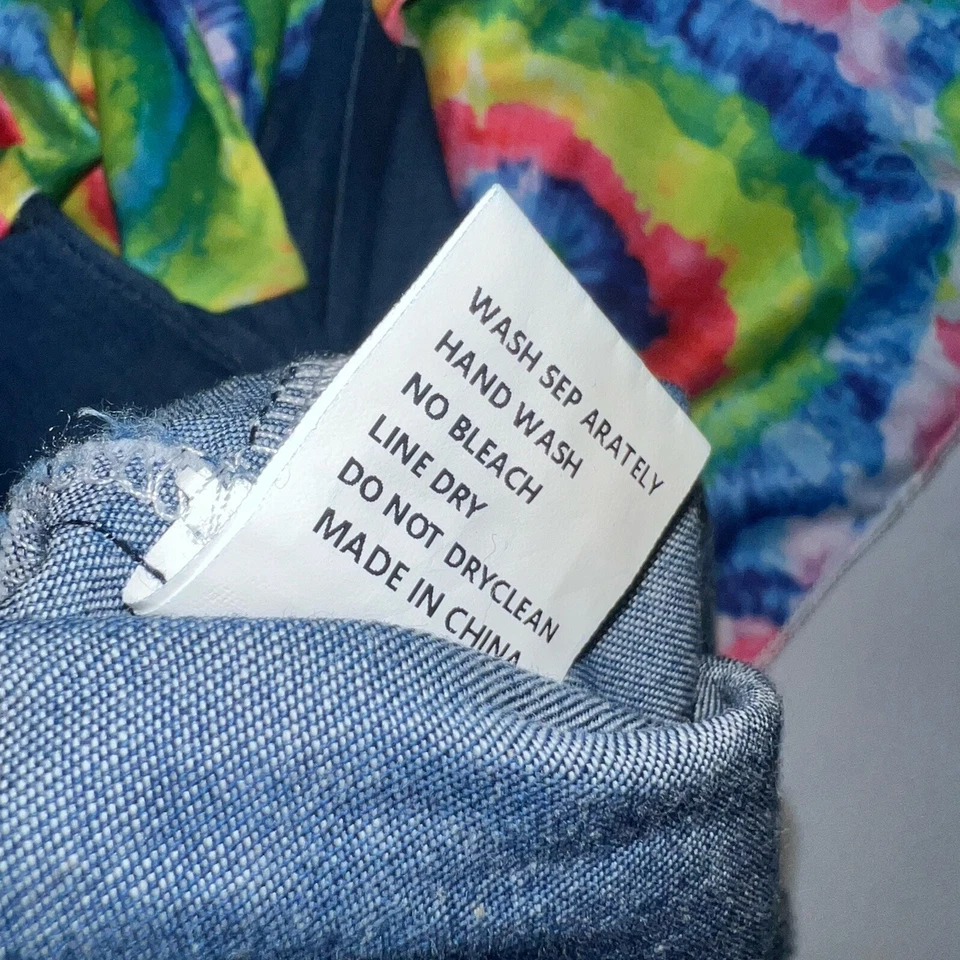 WASH SEP ARATELY
HAND WASH
NO BLEACH
LINE DRY
DO NOT DRYCLEAN
MADE IN CHINA